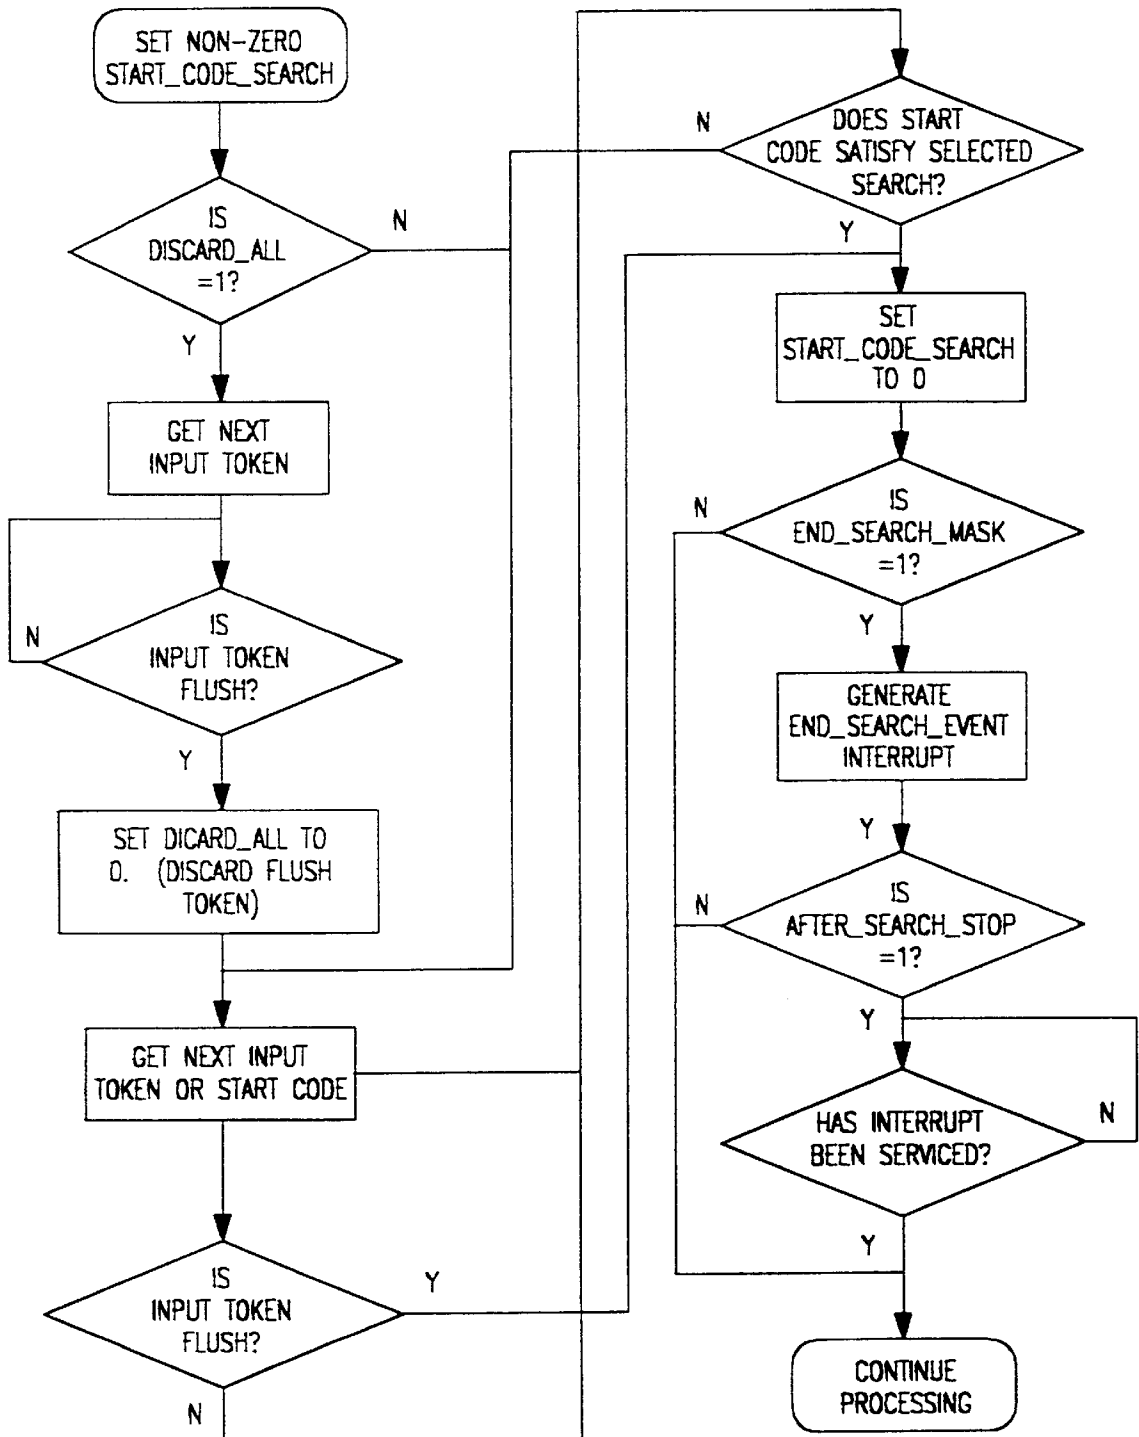 SET NON-ZERO
START_CODE_SEARCH
IS
DISCARD_ALL
=1?
N
Y
GET NEXT
INPUT TOKEN
IS
INPUT TOKEN
FLUSH?
N
Y
SET DICARD_ALL TO
0. (DISCARD FLUSH
TOKEN)
GET NEXT INPUT
TOKEN OR START CODE
IS
INPUT TOKEN
FLUSH?
Y
N
DOES START
CODE SATISFY SELECTED
SEARCH?
N
Y
SET
START_CODE_SEARCH
TO 0
IS
END_SEARCH_MASK
=1?
N
Y
GENERATE
END_SEARCH_EVENT
INTERRUPT
Y
IS
AFTER_SEARCH_STOP
=1?
N
Y
HAS INTERRUPT
BEEN SERVICED?
N
Y
CONTINUE
PROCESSING